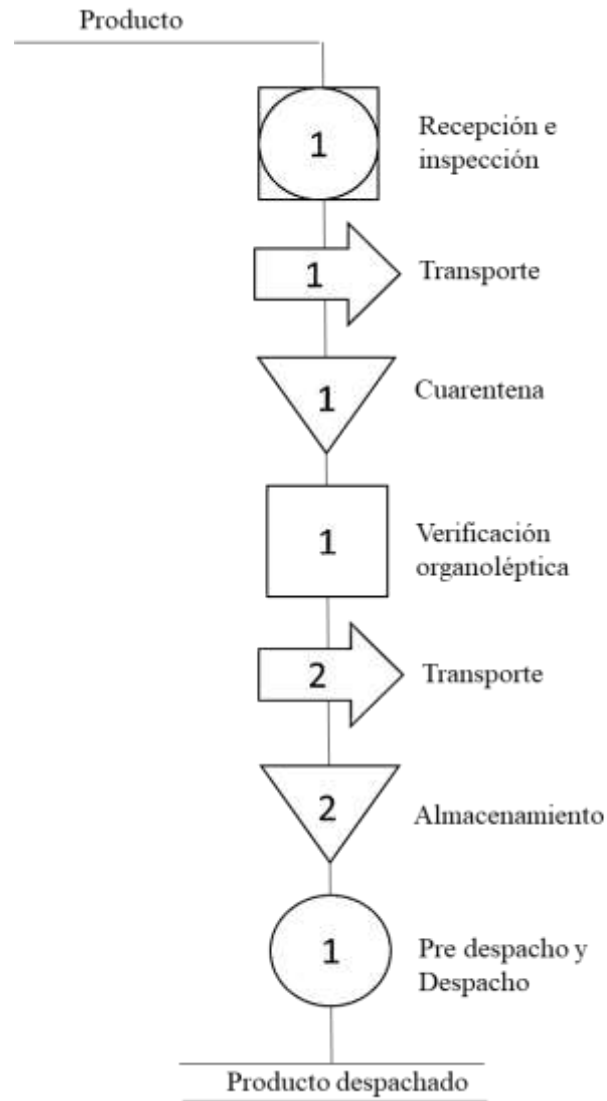 Producto
1
Recepción e
inspección
1
Transporte
1
Cuarentena
1
Verificación
organoléptica
2
Transporte
2
Almacenamiento
1
Pre despacho y
Despacho
Producto despachado